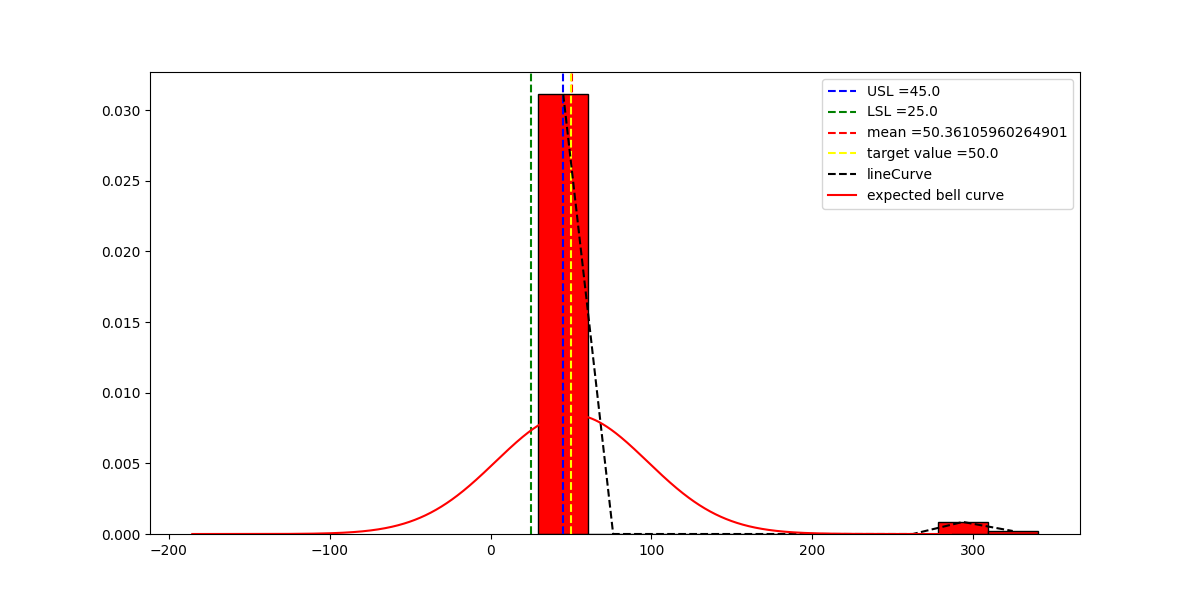 USL =45.0
LSL =25.0
mean =50.36105960264901
target value =50.0
lineCurve
expected bell curve
0.030
0.025
0.020
0.015
0.010
0.005
0.000
−200 −100 0 100 200 300